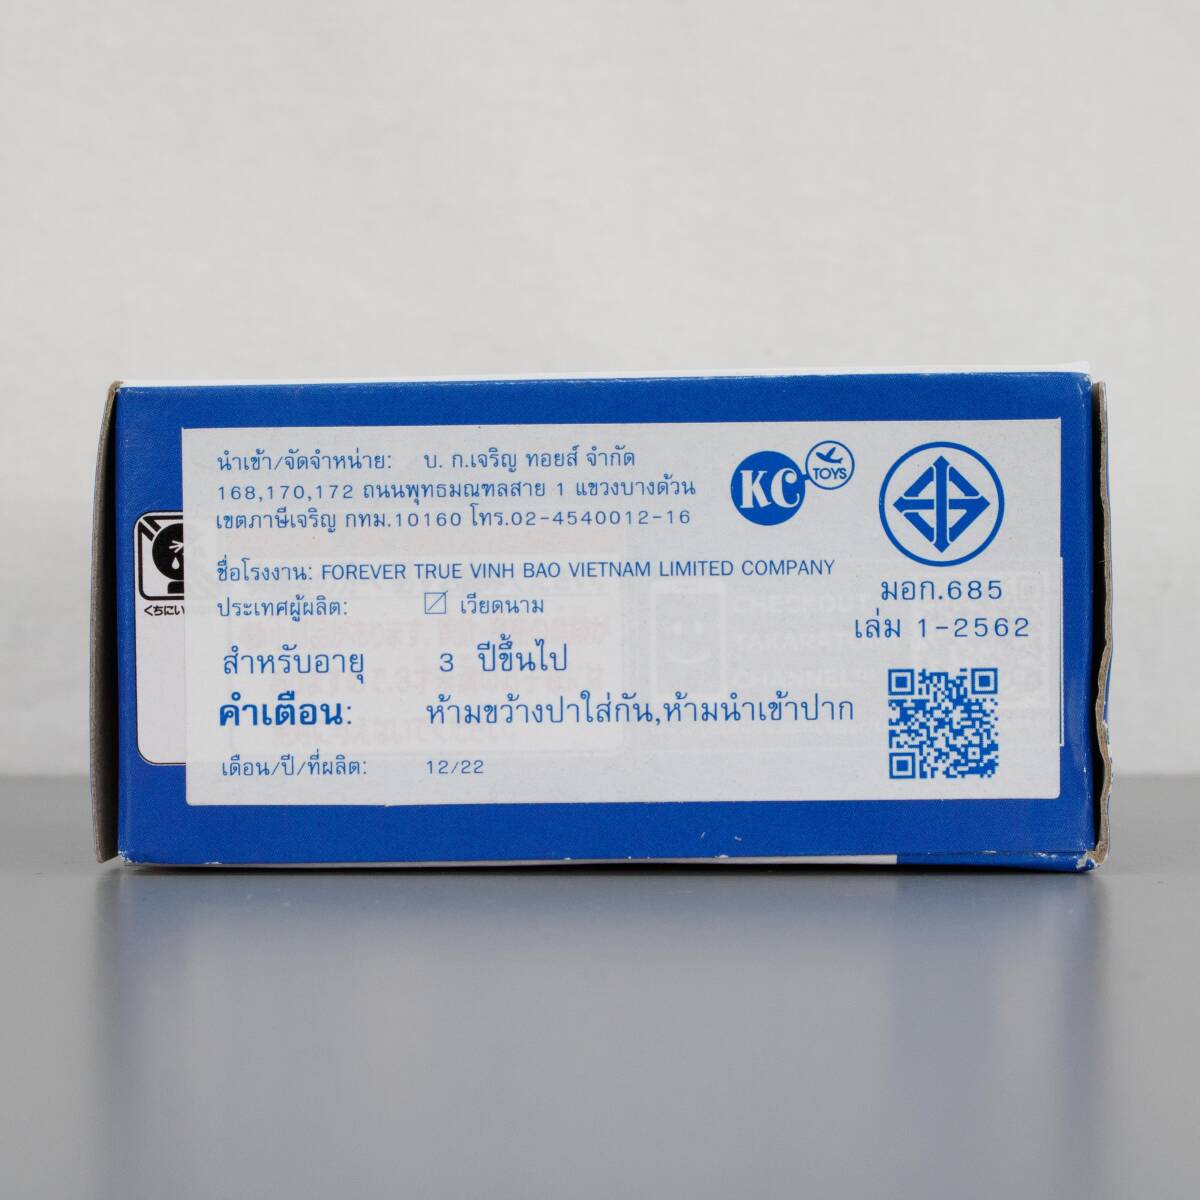 นำเข้า/จัดจำหน่าย: บ. ก.เจริญ ทอยส์ จำกัด
168,170,172 ถนนพุทธมณฑลสาย 1 แขวงบางด้วน
เขตภาษีเจริญ กทม.10160 โทร.02-4540012-16
KC TOYS
ชื่อโรงงาน: FOREVER TRUE VINH BAO VIETNAM LIMITED COMPANY
ประเทศผู้ผลิต: เวียดนาม
มอก.685
เล่ม 1-2562
สำหรับอายุ 3 ปีขึ้นไป
คำเตือน: ห้ามขว้างปาใส่กัน,ห้ามนำเข้าปาก
เดือน/ปี/ที่ผลิต: 12/22
くちにい